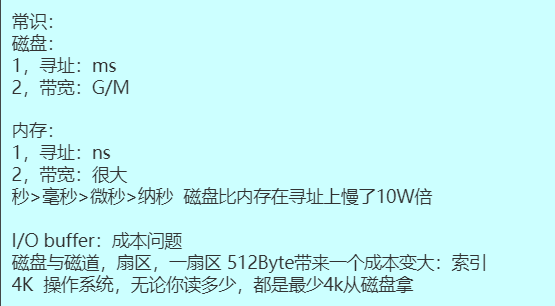 常识：
磁盘：
1，寻址：ms
2，带宽：G/M
内存：
1，寻址：ns
2，带宽：很大
秒>毫秒>微秒>纳秒 磁盘比内存在寻址上慢了10W倍
I/O buffer：成本问题
磁盘与磁道，扇区，一扇区 512Byte带来一个成本变大：索引
4K 操作系统，无论你读多少，都是最少4k从磁盘拿